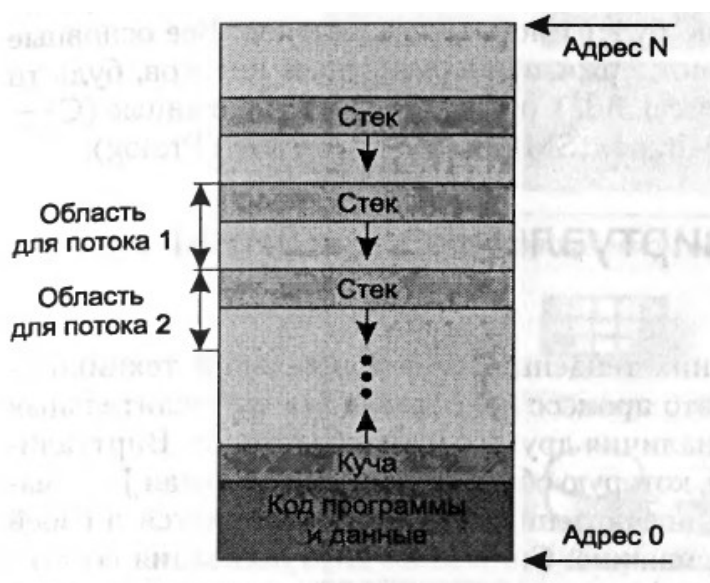 Адрес N
Стек
Стек
Область
для потока 1
Стек
Область
для потока 2
Куча
Код программы
и данные
Адрес 0